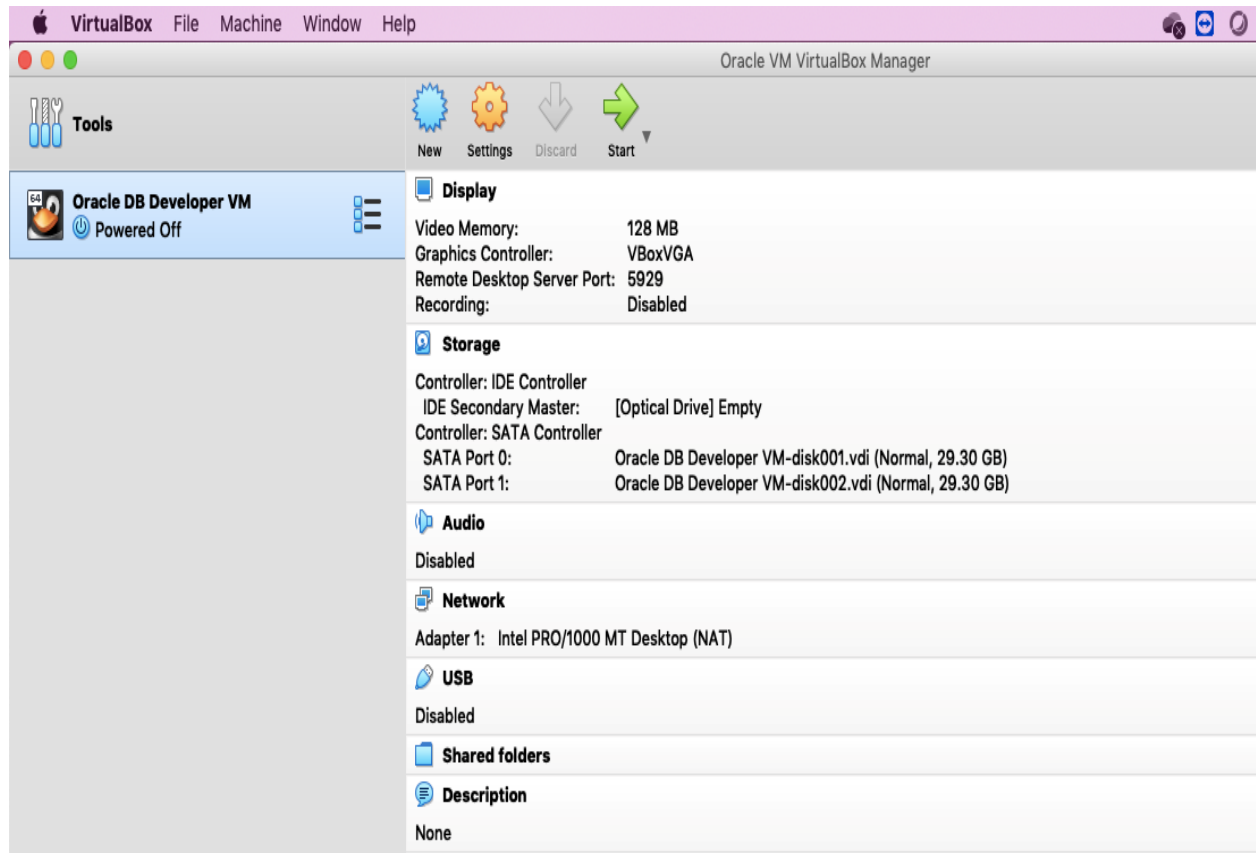 VirtualBox File Machine Window Help
Oracle VM VirtualBox Manager
Tools
New Settings Discard Start
64 Oracle DB Developer VM
Powered Off
Display
Video Memory: 128 MB
Graphics Controller: VBoxVGA
Remote Desktop Server Port: 5929
Recording: Disabled
Storage
Controller: IDE Controller
IDE Secondary Master: [Optical Drive] Empty
Controller: SATA Controller
SATA Port 0: Oracle DB Developer VM-disk001.vdi (Normal, 29.30 GB)
SATA Port 1: Oracle DB Developer VM-disk002.vdi (Normal, 29.30 GB)
Audio
Disabled
Network
Adapter 1: Intel PRO/1000 MT Desktop (NAT)
USB
Disabled
Shared folders
Description
None